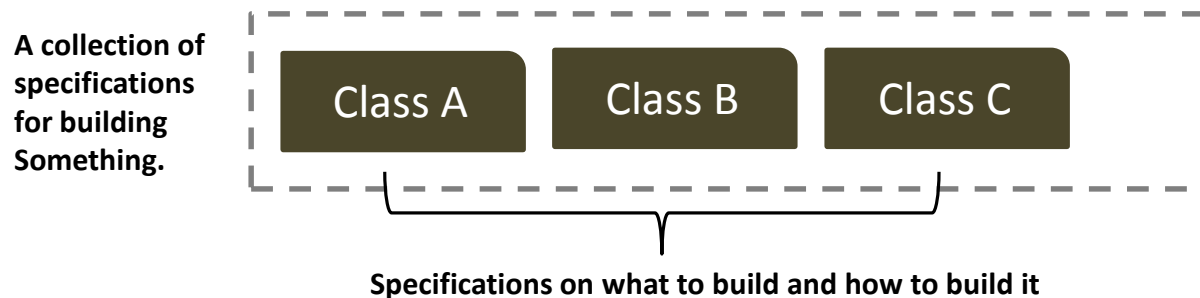 A collection of
specifications
for building
Something.
Class A
Class B
Class C
Specifications on what to build and how to build it